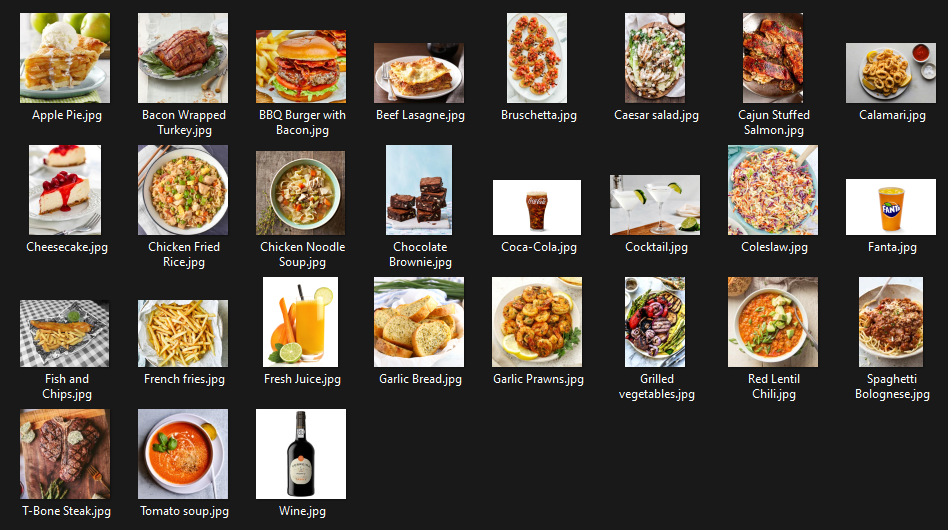 Apple Pie.jpg
Bacon Wrapped
Turkey.jpg
BBQ Burger with
Bacon.jpg
Beef Lasagne.jpg
Bruschetta.jpg
Caesar salad.jpg
Cajun Stuffed
Salmon.jpg
Calamari.jpg
Cheesecake.jpg
Chicken Fried
Rice.jpg
Chicken Noodle
Soup.jpg
Chocolate
Brownie.jpg
Coca-Cola
Coca-Cola.jpg
Cocktail.jpg
Coleslaw.jpg
FANTA
Fanta.jpg
Fish and
Chips.jpg
French fries.jpg
Fresh Juice.jpg
Garlic Bread.jpg
Garlic Prawns.jpg
Grilled
vegetables.jpg
Red Lentil
Chili.jpg
Spaghetti
Bolognese.jpg
T-Bone Steak.jpg
Tomato soup.jpg
Wine.jpg